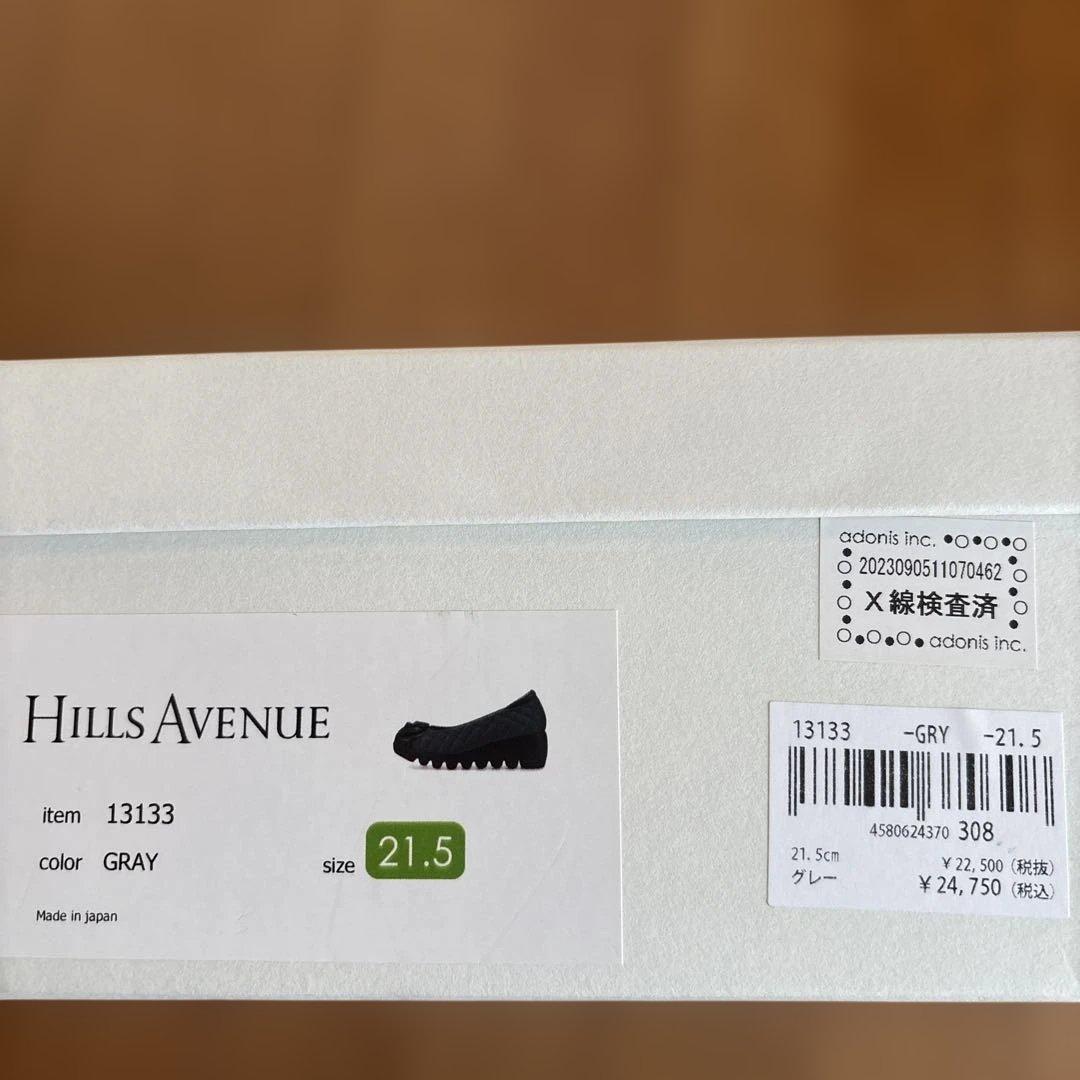 adonis inc.
2023090511070462
X線検査済
adonis inc.
HILLS AVENUE
item 13133
color GRAY
size 21.5
Made in japan
13133 -GRY -21.5
4580624370 308
21.5cm ¥22,500(税抜)
グレー ¥24,750(税込)